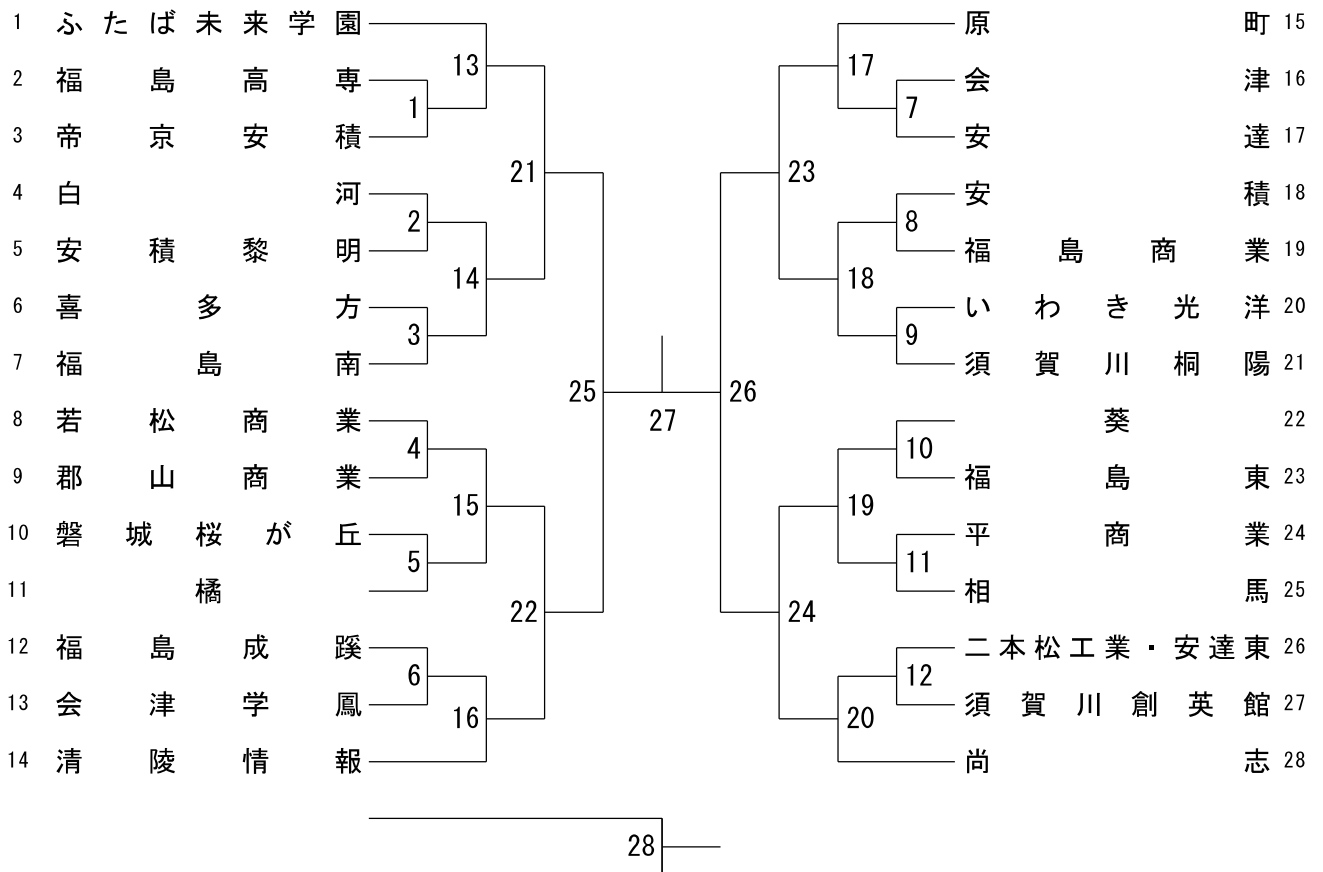 1 ふたば未来学園
13
2 福島高専
1
3 帝京安積
21
4 白河
2
5 安積黎明
14
6 喜多方
3
7 福島南
25
8 若松商業
4
9 郡山商業
15
10 磐城桜が丘
5
11 橘
22
12 福島成蹊
6
13 会津学鳳
16
14 清陵情報
27
原町 15
17
会津 16
7
安達 17
23
安積 18
8
福島商業 19
18
いわき光洋 20
9
須賀川桐陽 21
26
葵 22
10
福島東 23
19
平商業 24
11
相馬 25
24
二本松工業・安達東 26
12
須賀川創英館 27
20
尚志 28
28